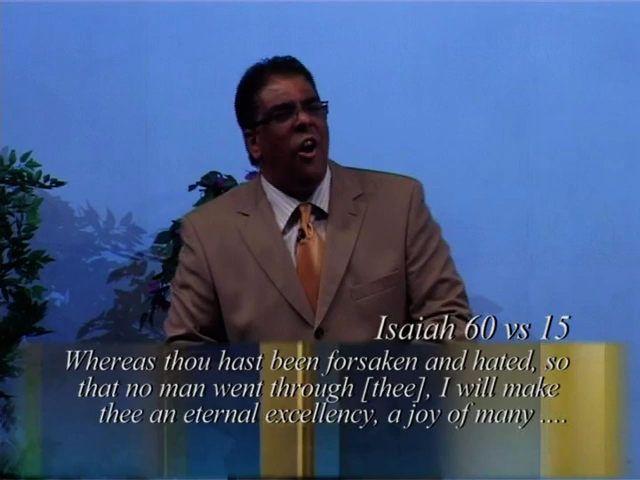 Isaiah 60 vs 15
Whereas thou hast been forsaken and hated, so
that no man went through [thee], I will make
thee an eternal excellency, a joy of many ....